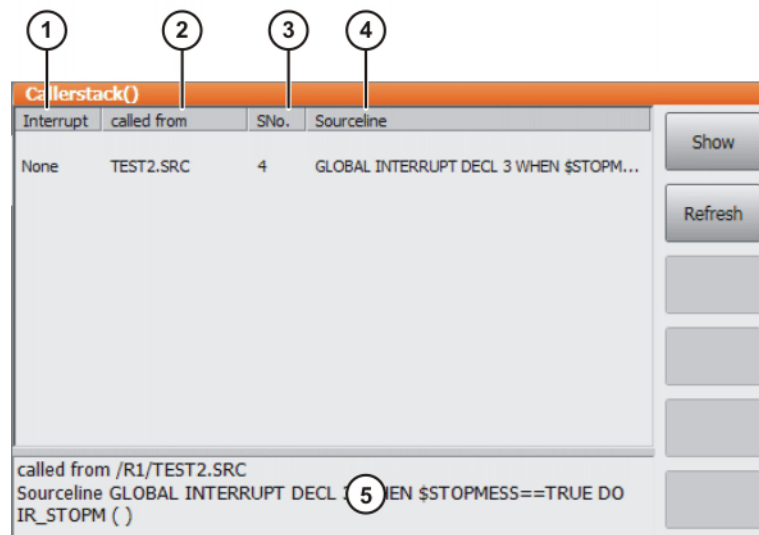 1 2 3 4
Callerstack()
Interrupt called from SNo. Sourceline
None TEST2.SRC 4 GLOBAL INTERRUPT DECL 3 WHEN $STOPM...
Show
Refresh
called from /R1/TEST2.SRC
Sourceline GLOBAL INTERRUPT DECL 5 $STOPMESS==TRUE DO
IR_STOPM ( )